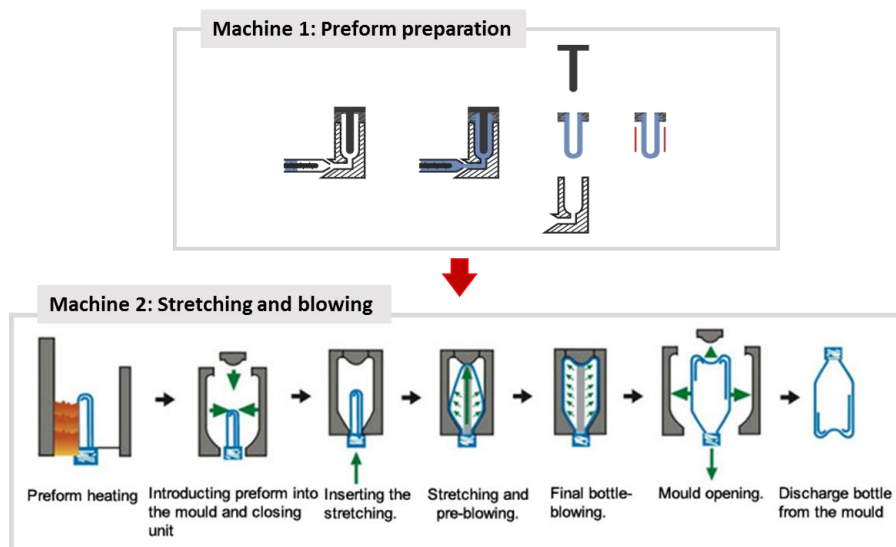 Machine 1: Preform preparation
Machine 2: Stretching and blowing
Preform heating
Introducting preform into
the mould and closing
unit
Inserting the
stretching.
Stretching and
pre-blowing.
Final bottle-
blowing.
Mould opening.
Discharge bottle
from the mould